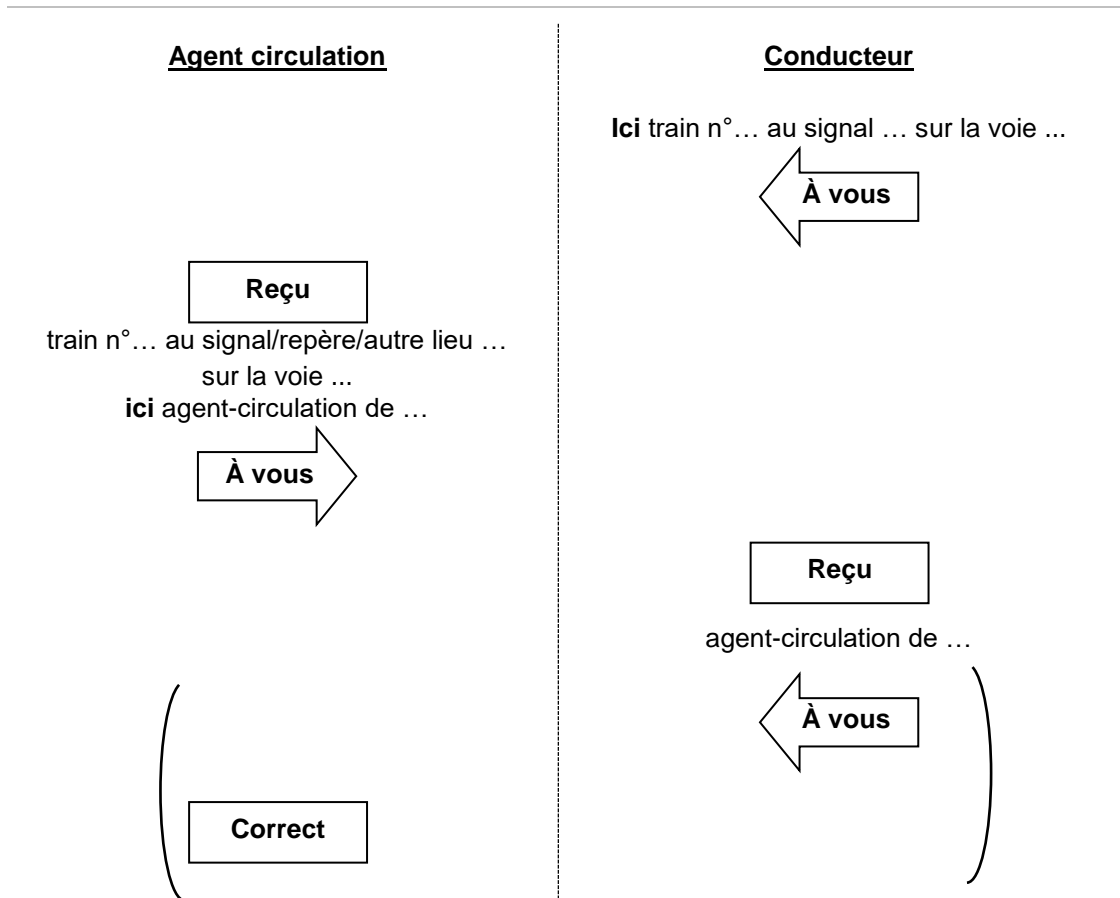 Agent circulation
Conducteur
Ici train n°… au signal … sur la voie ...
À vous
Reçu
train n°… au signal/repère/autre lieu …
sur la voie ...
ici agent-circulation de …
À vous
Reçu
agent-circulation de …
À vous
Correct